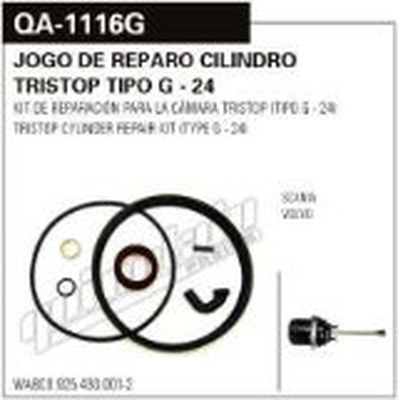 QA-1116G
JOGO DE REPARO CILINDRO
TRISTOP TIPO G - 24
KIT DE REPARACIÓN PARA LA CÁMARA TRISTOP (TIPO G - 24)
TRISTOP CYLINDER REPAIR KIT (TYPE G - 24)
SCANIA
VOLVO
WABCO 925.430.001-2